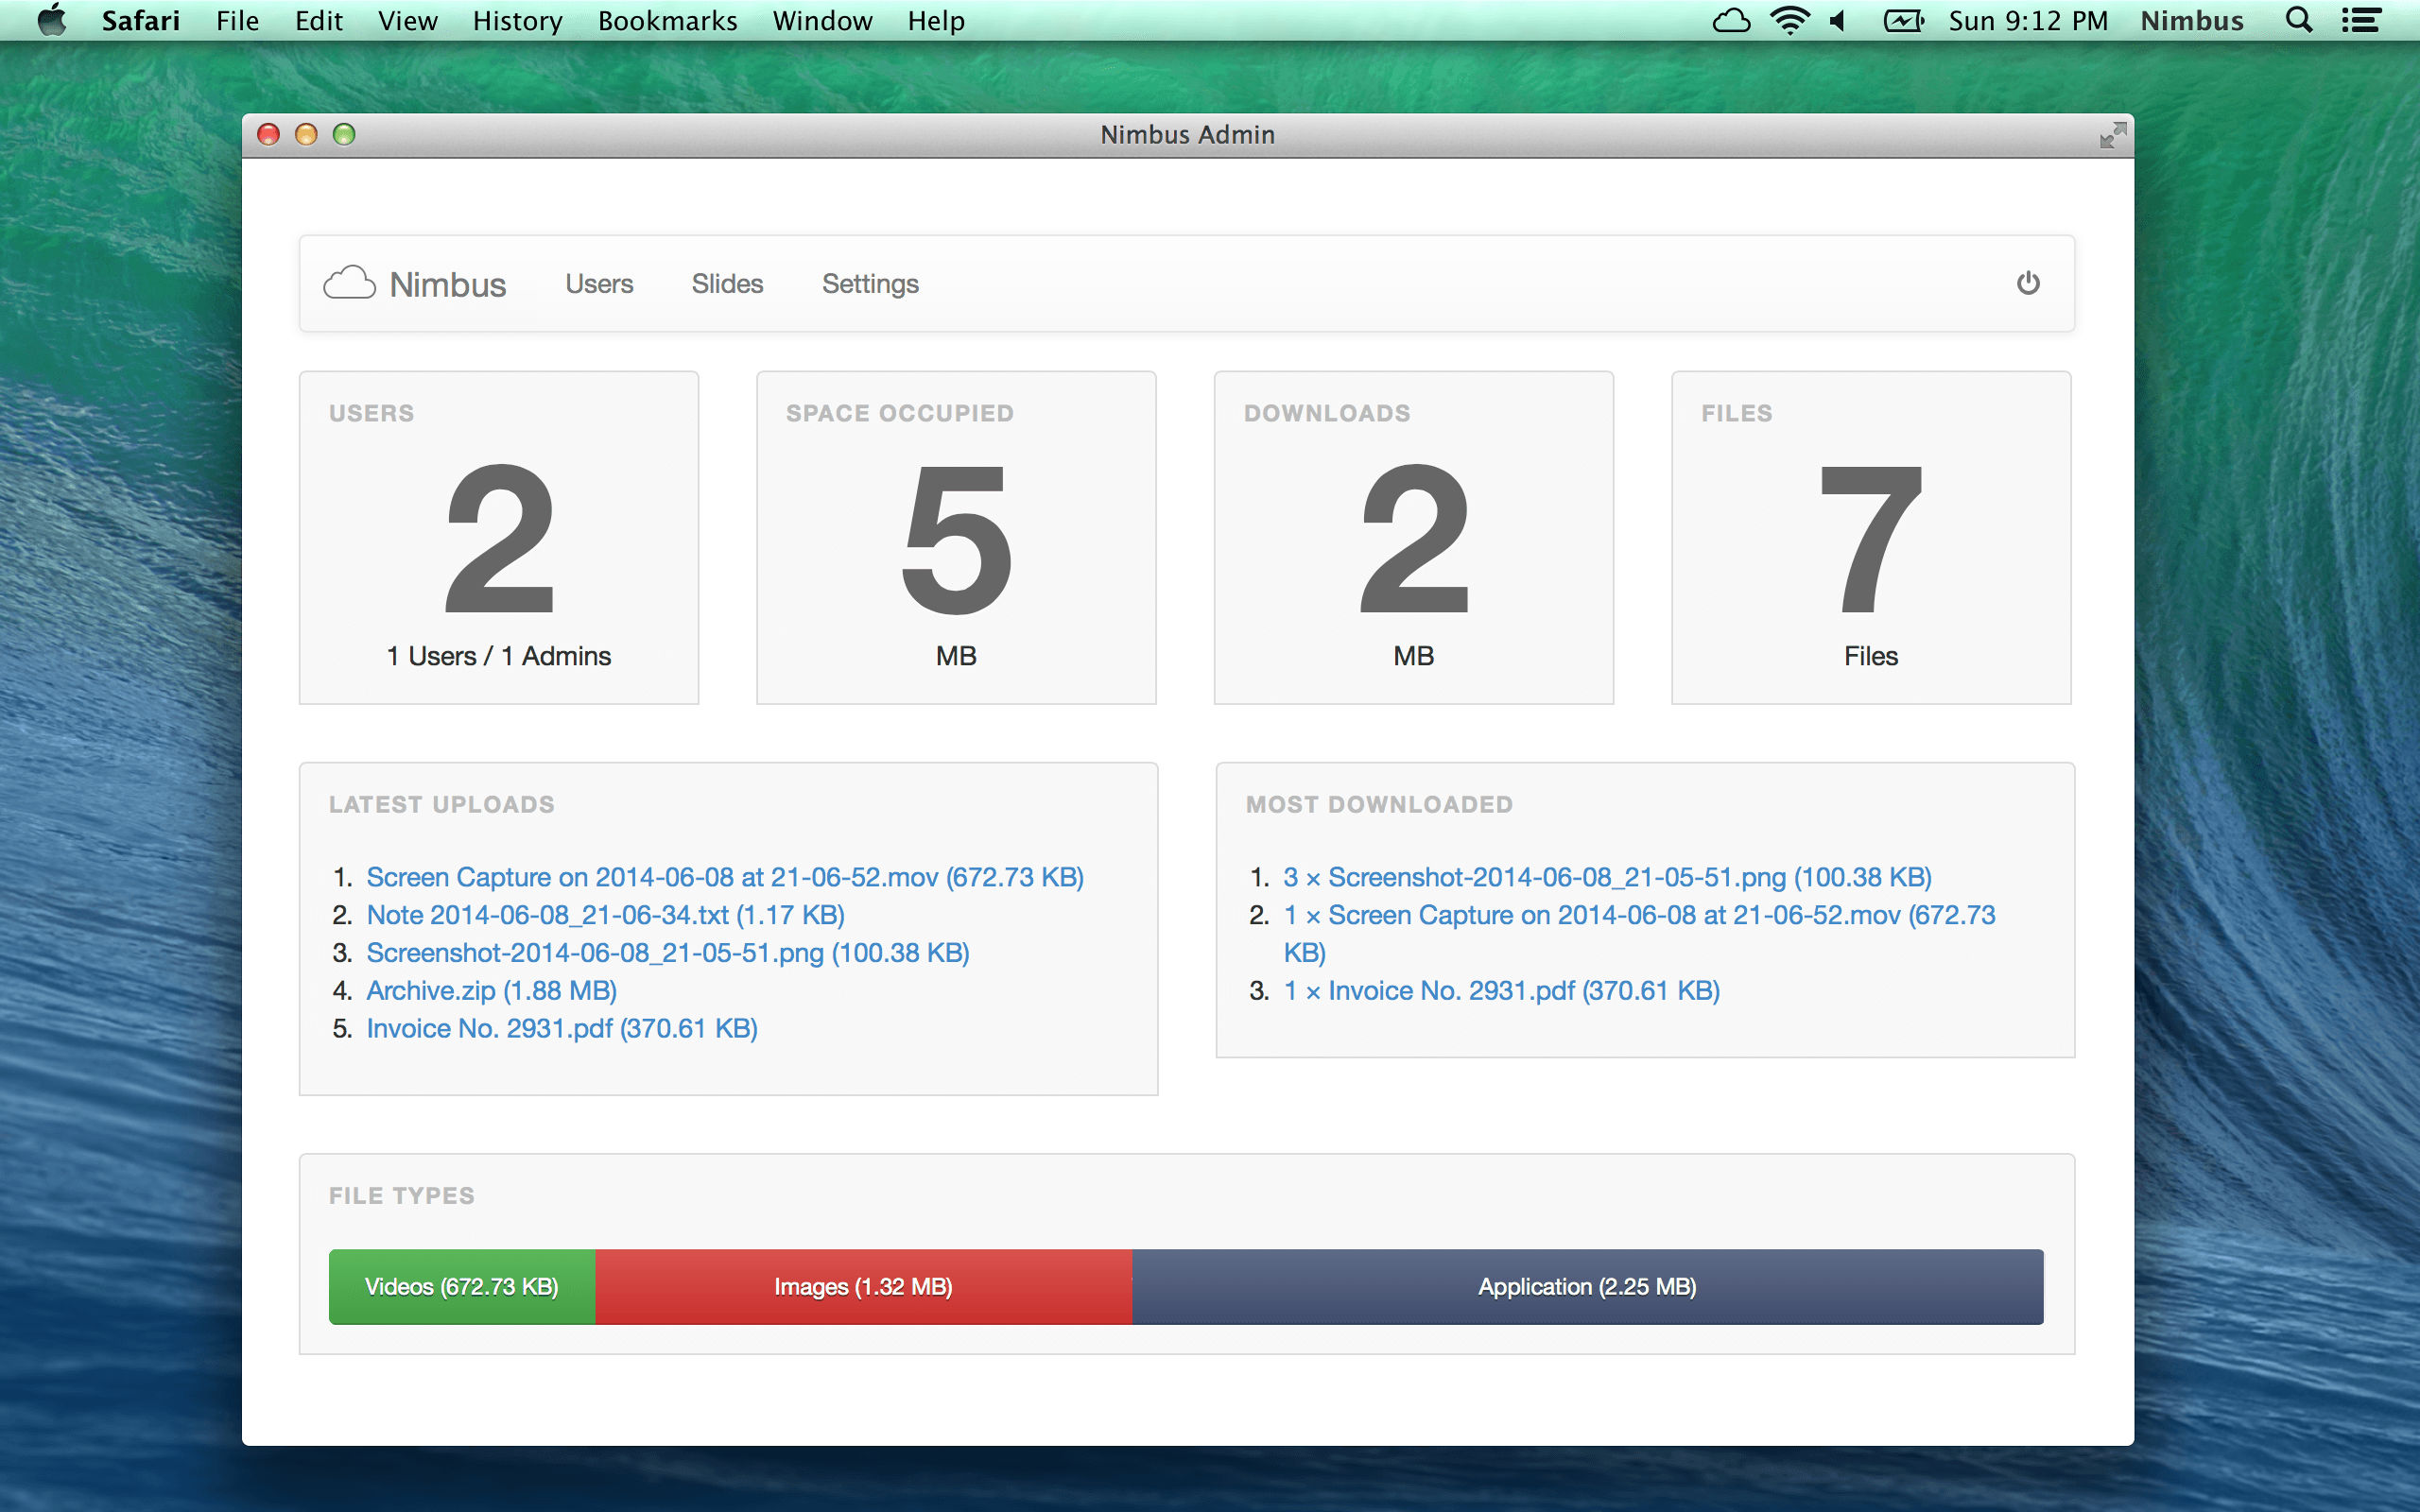 Safari File Edit View History Bookmarks Window Help Sun 9:12 PM Nimbus
Nimbus Admin
Nimbus Users Slides Settings
USERS
2
1 Users / 1 Admins
SPACE OCCUPIED
5
MB
DOWNLOADS
2
MB
FILES
7
Files
LATEST UPLOADS
1. Screen Capture on 2014-06-08 at 21-06-52.mov (672.73 KB)
2. Note 2014-06-08_21-06-34.txt (1.17 KB)
3. Screenshot-2014-06-08_21-05-51.png (100.38 KB)
4. Archive.zip (1.88 MB)
5. Invoice No. 2931.pdf (370.61 KB)
MOST DOWNLOADED
1. 3 × Screenshot-2014-06-08_21-05-51.png (100.38 KB)
2. 1 × Screen Capture on 2014-06-08 at 21-06-52.mov (672.73
KB)
3. 1 × Invoice No. 2931.pdf (370.61 KB)
FILE TYPES
Videos (672.73 KB) Images (1.32 MB) Application (2.25 MB)